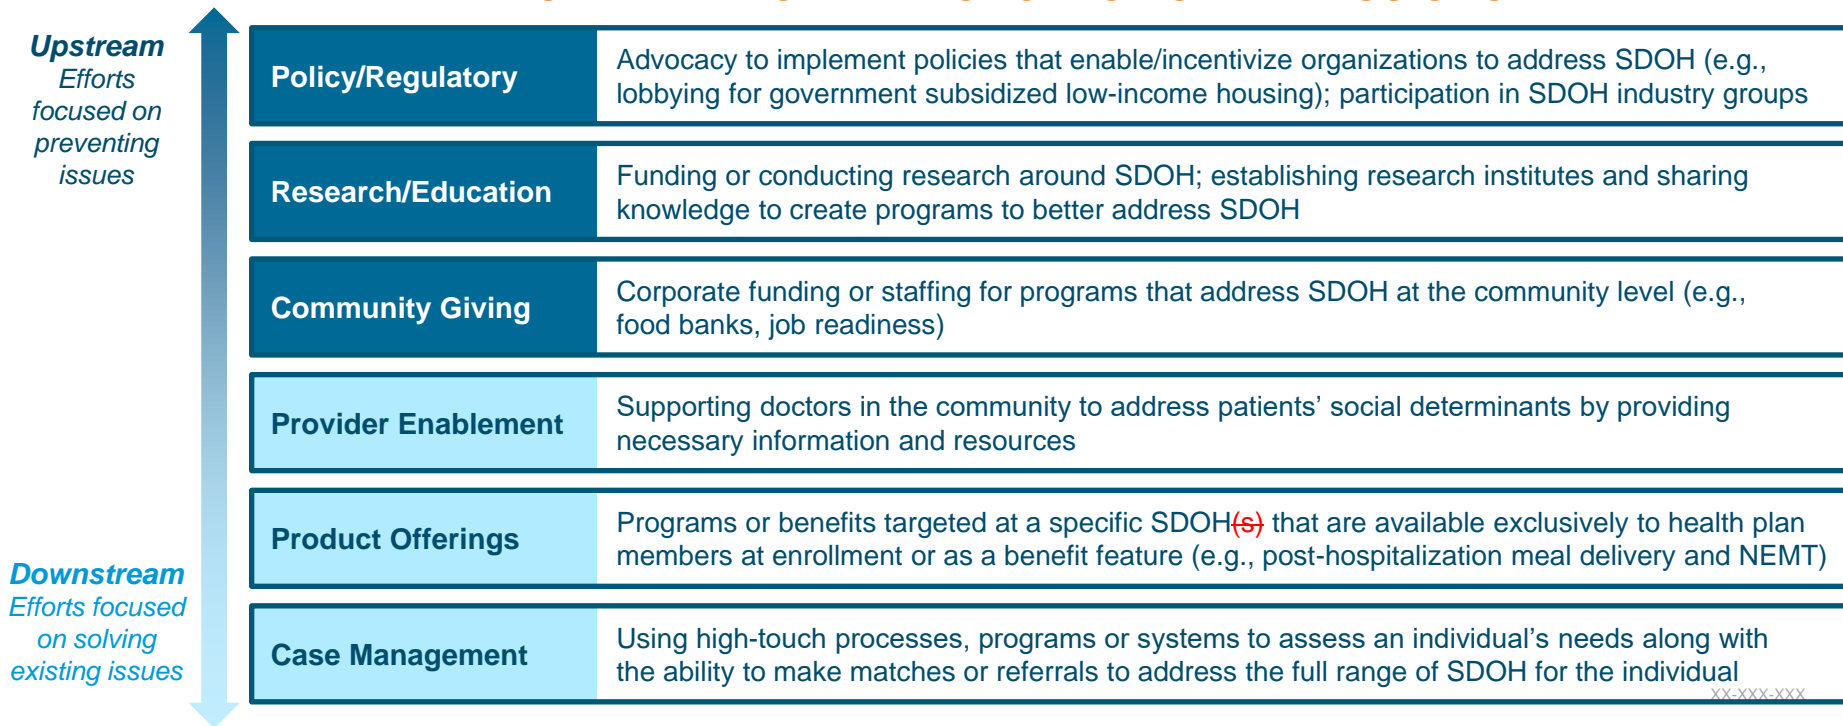 Upstream
Efforts
focused on
preventing
issues
Policy/Regulatory
Advocacy to implement policies that enable/incentivize organizations to address SDOH (e.g.,
lobbying for government subsidized low-income housing); participation in SDOH industry groups
Research/Education
Funding or conducting research around SDOH; establishing research institutes and sharing
knowledge to create programs to better address SDOH
Community Giving
Corporate funding or staffing for programs that address SDOH at the community level (e.g.,
food banks, job readiness)
Provider Enablement
Supporting doctors in the community to address patients’ social determinants by providing
necessary information and resources
Product Offerings
Programs or benefits targeted at a specific SDOH(s) that are available exclusively to health plan
members at enrollment or as a benefit feature (e.g., post-hospitalization meal delivery and NEMT)
Downstream
Efforts focused
on solving
existing issues
Case Management
Using high-touch processes, programs or systems to assess an individual’s needs along with
the ability to make matches or referrals to address the full range of SDOH for the individual
XX-XXX-XXX